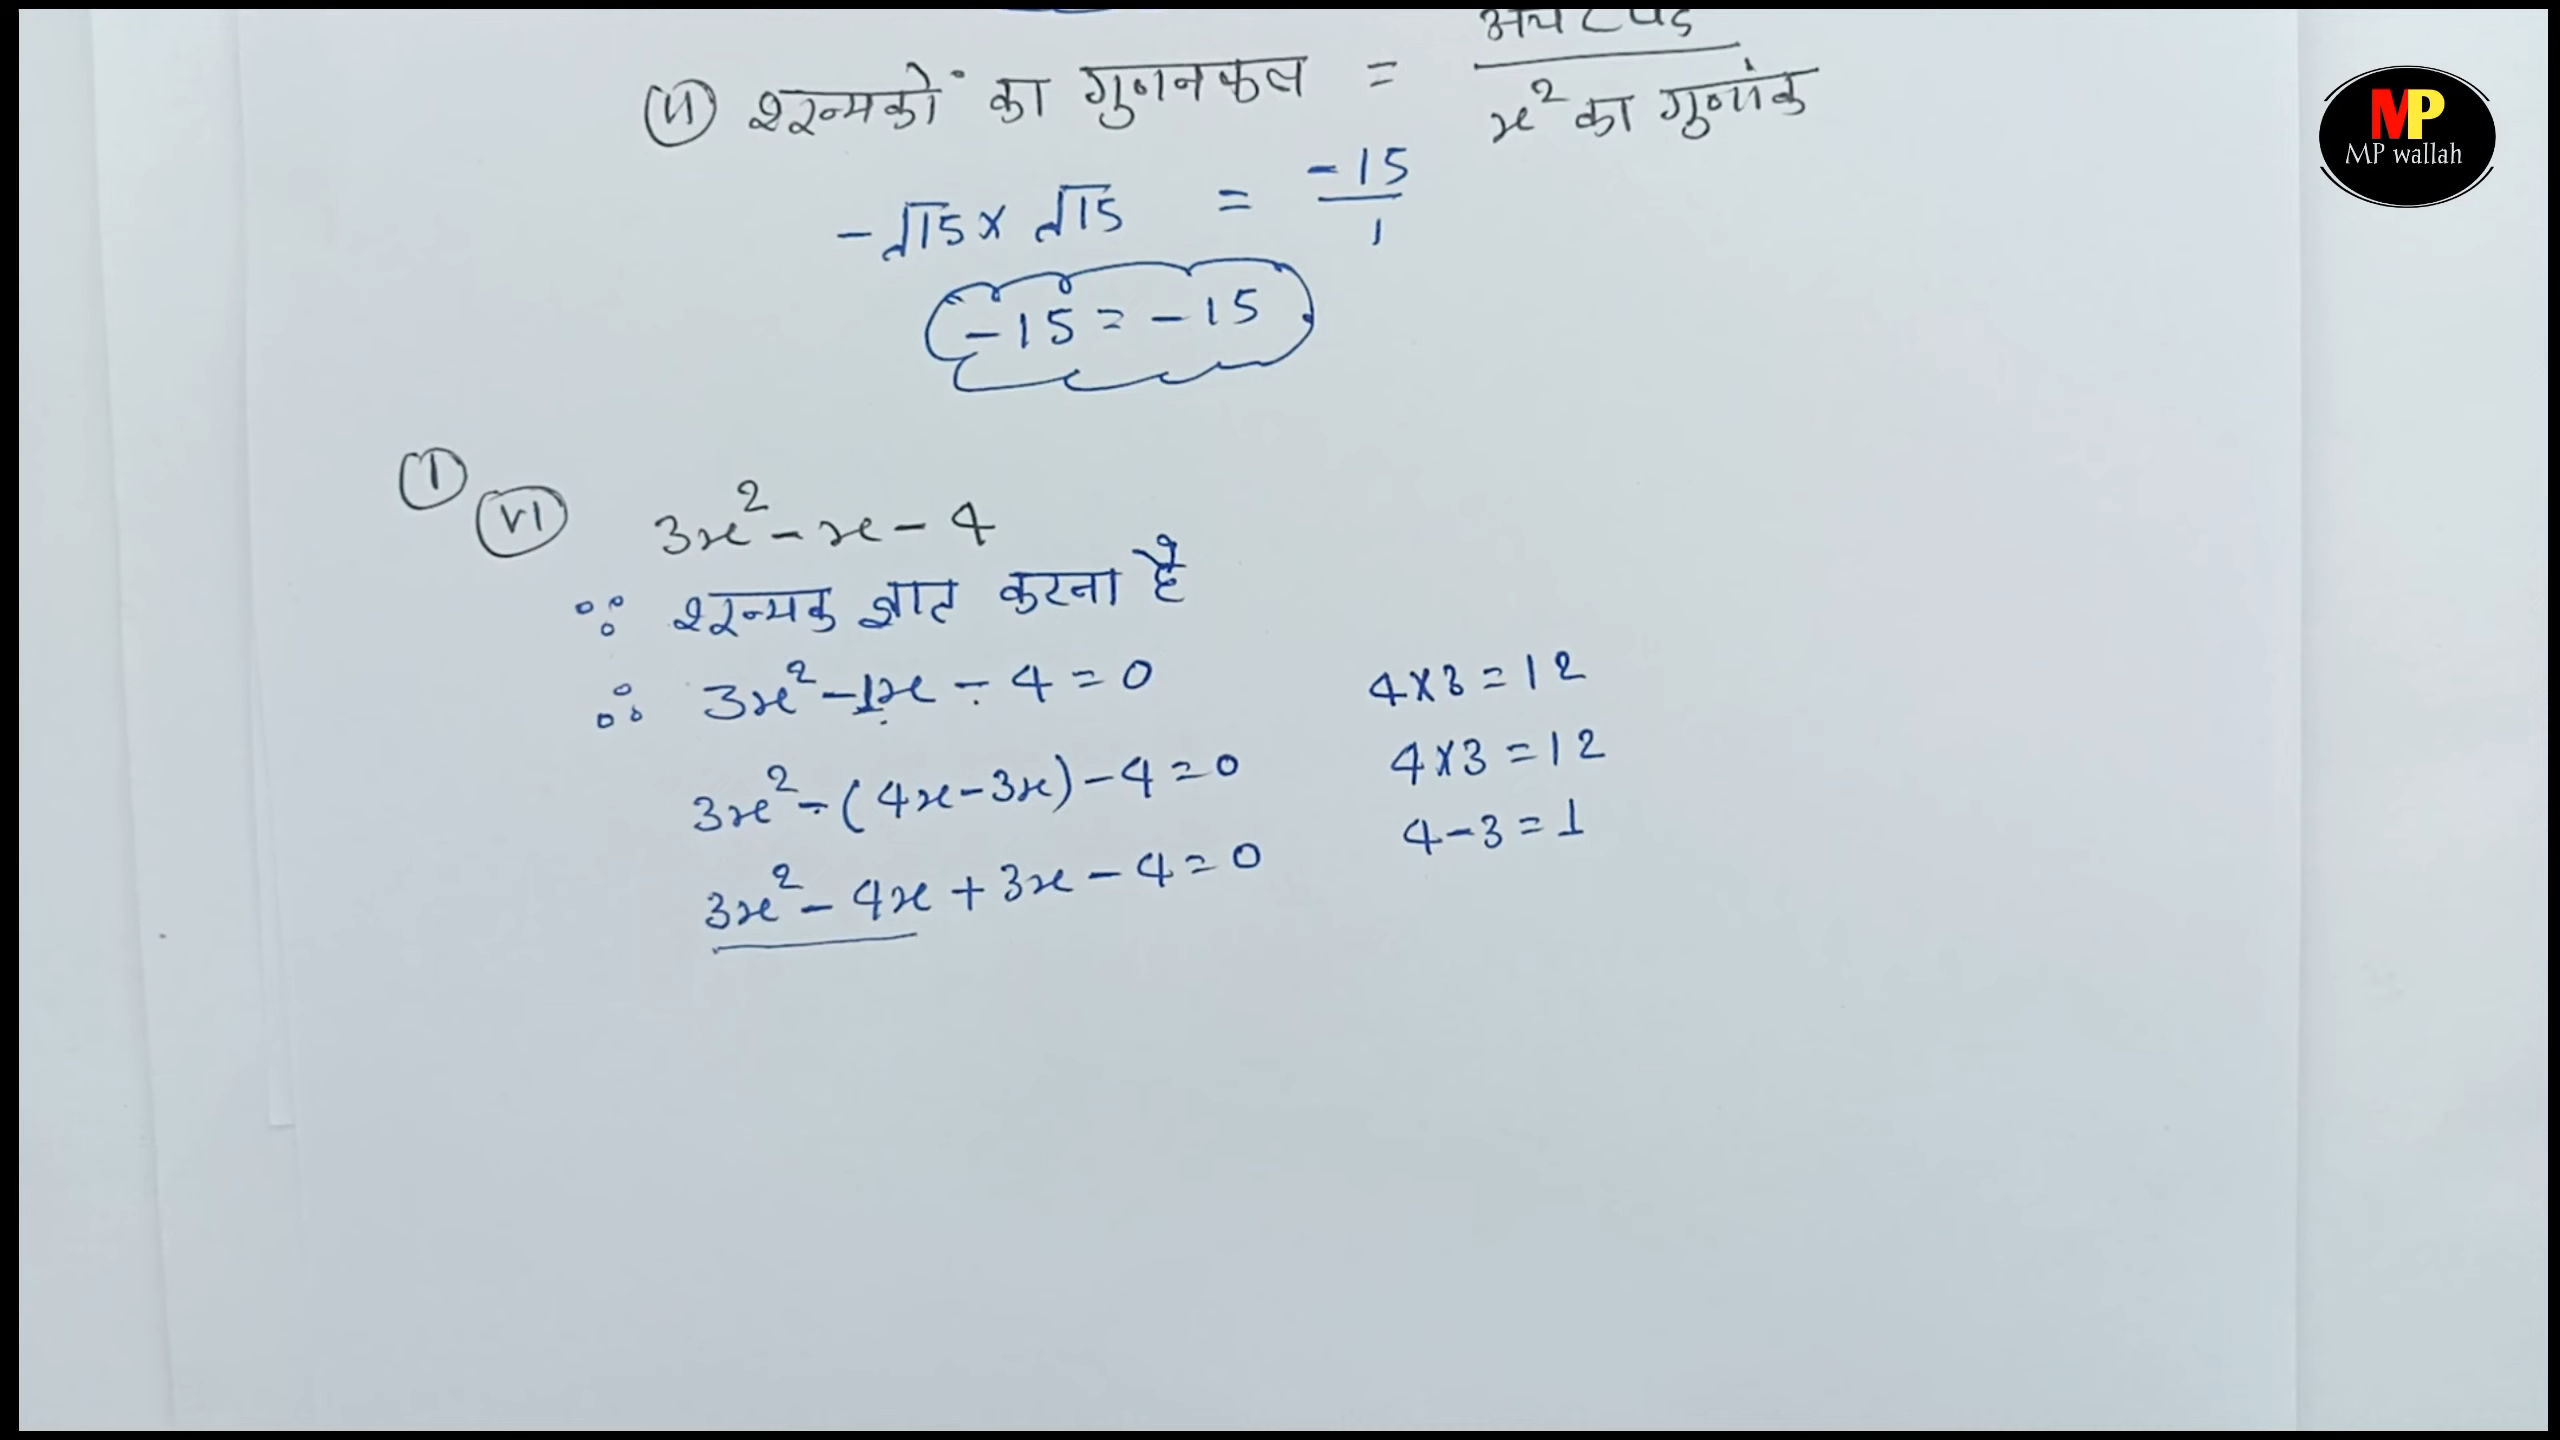 अचर पद
(ii) शून्यकों का गुणनफल = x² का गुणांक
-√15 × √15 = -15/1
-15 = -15
MP
MP wallah
(1)
(vi) 3x² - x - 4
∵ शून्यक ज्ञात करना है
∴ 3x² - 1x - 4 = 0
4×3 = 12
3x² - (4x - 3x) - 4 = 0
4×3 = 12
3x² - 4x + 3x - 4 = 0
4 - 3 = 1